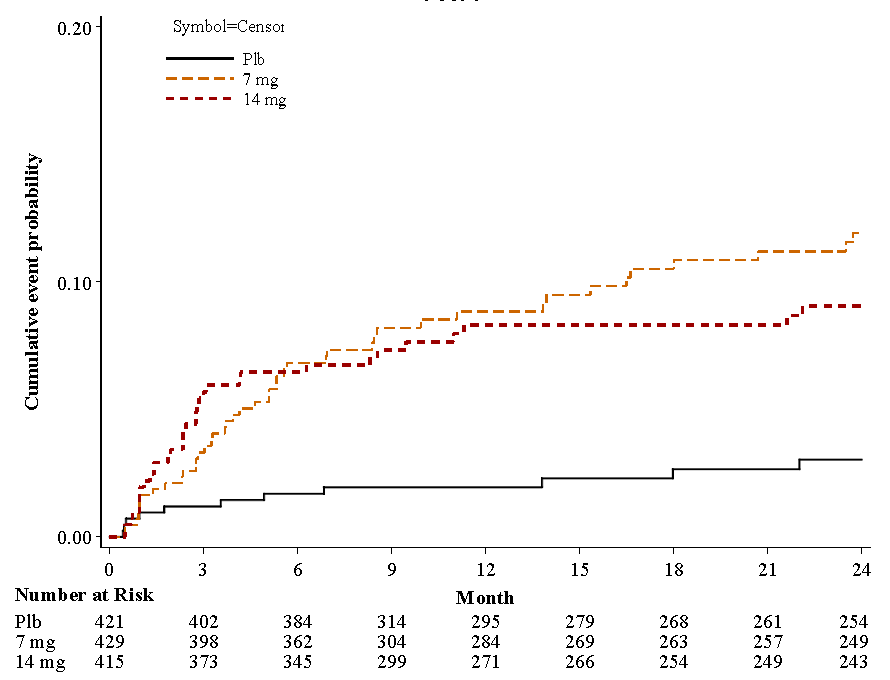 Symbol=Censor
Plb
7 mg
14 mg
Cumulative event probability
0.20
0.10
0.00
0 3 6 9 12 15 18 21 24
Month
Number at Risk
Plb 421 402 384 314 295 279 268 261 254
7 mg 429 398 362 304 284 269 263 257 249
14 mg 415 373 345 299 271 266 254 249 243